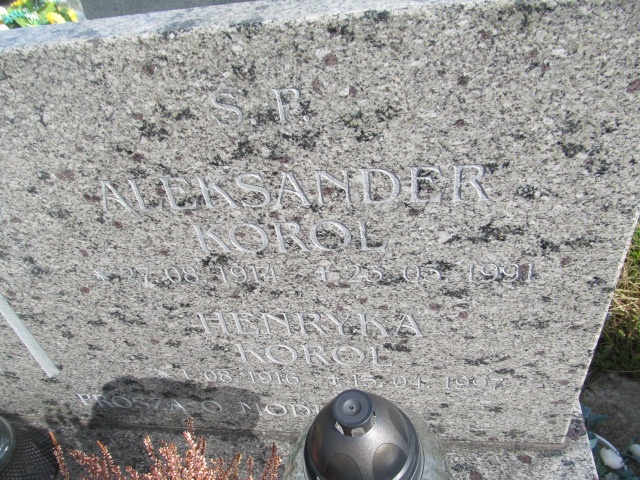 Ś. P.
ALEKSANDER
KOROL
* 27. 08. 1914 † 25. 05. 1991
HENRYKA
KOROL
* 1. 08. 1916 † 15. 04. 1997
PROSZĄ O